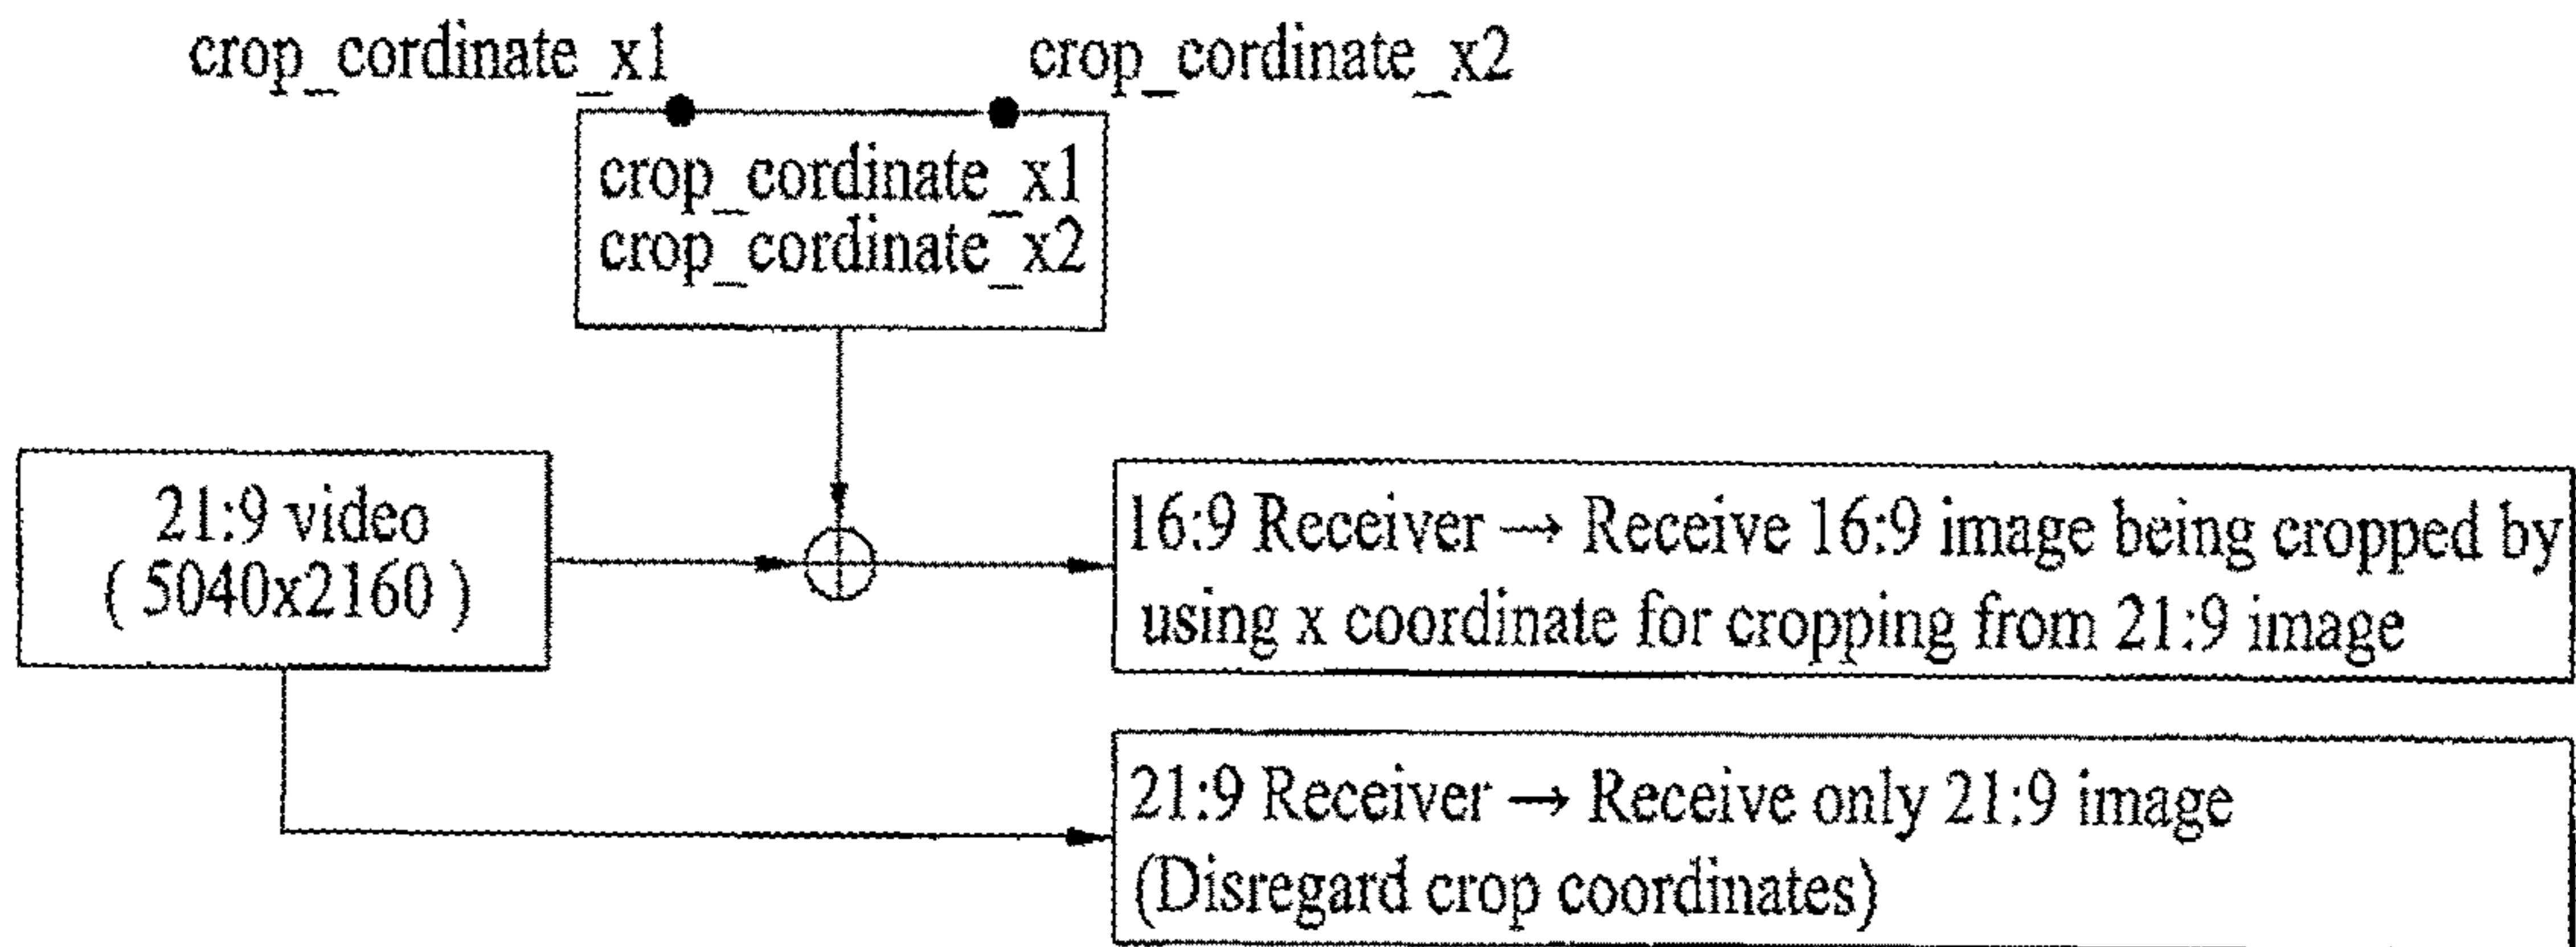 crop_cordinate_x1 crop_cordinate_x2
crop_cordinate_x1
crop_cordinate_x2
21:9 video
( 5040x2160 )
16:9 Receiver → Receive 16:9 image being cropped by
using x coordinate for cropping from 21:9 image
21:9 Receiver → Receive only 21:9 image
(Disregard crop coordinates)